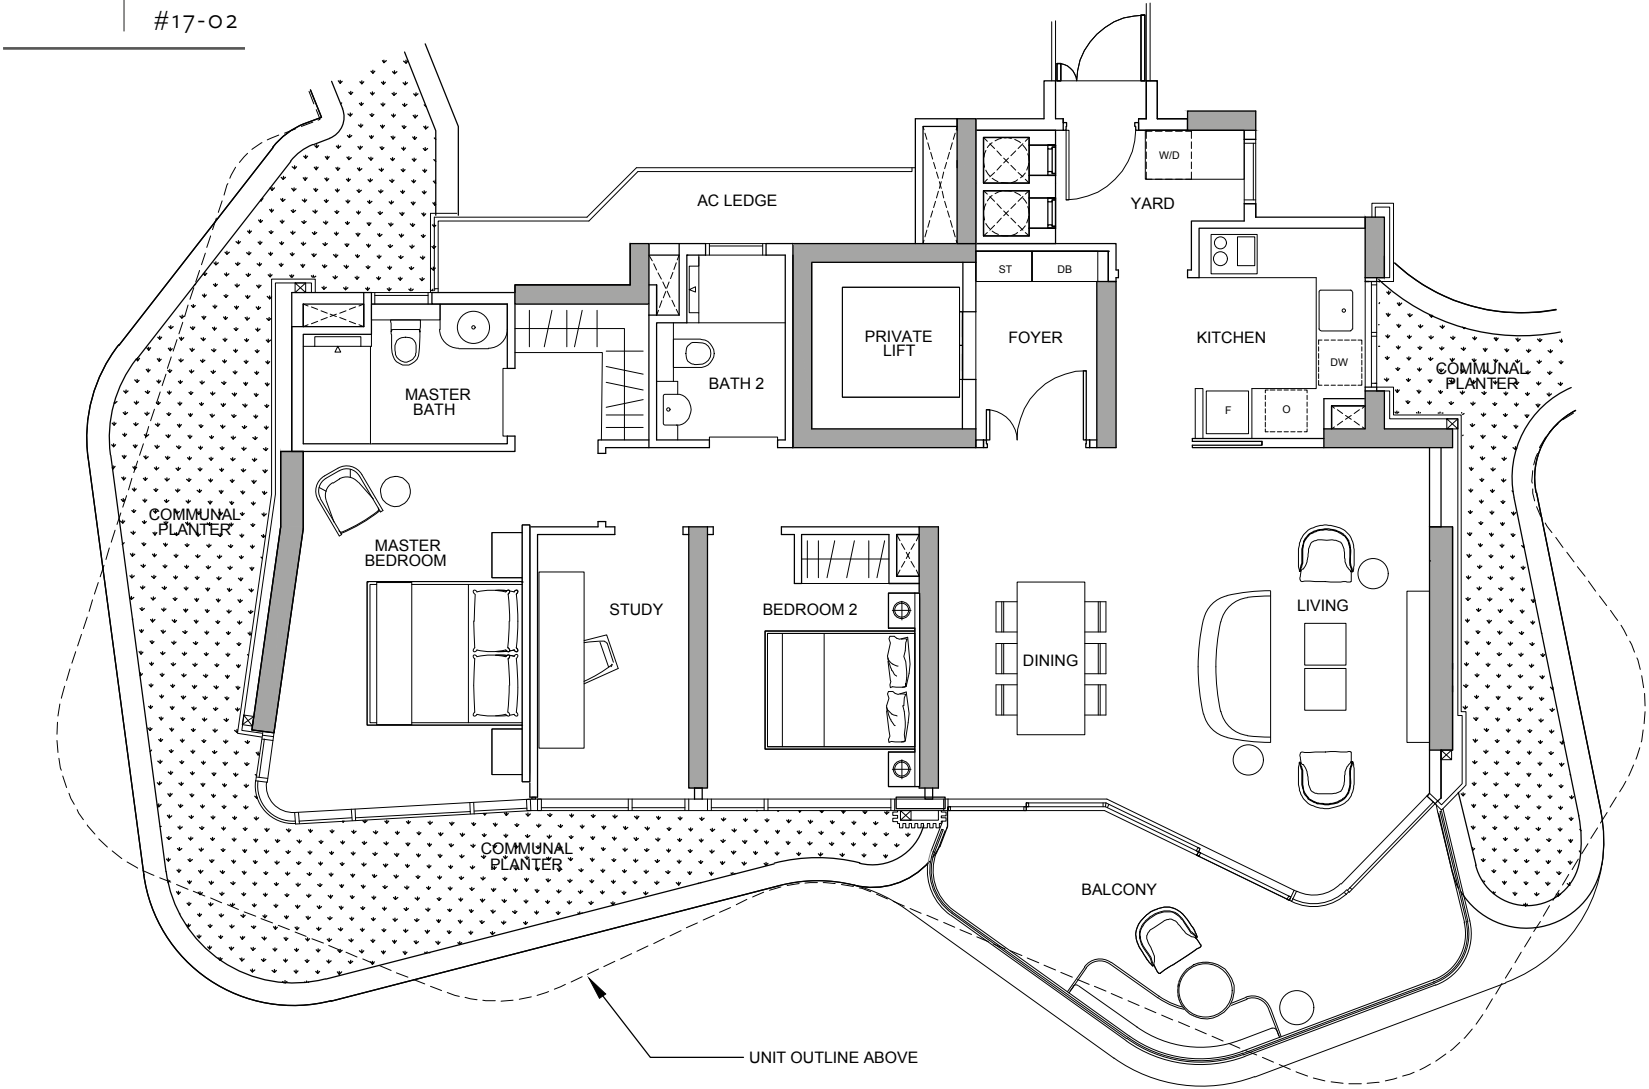 #17-02
W/D
AC LEDGE
YARD
ST
DB
PRIVATE
LIFT
FOYER
KITCHEN
DW
COMMUNAL
PLANTER
BATH 2
MASTER
BATH
F
O
COMMUNAL
PLANTER
MASTER
BEDROOM
STUDY
BEDROOM 2
LIVING
DINING
COMMUNAL
PLANTER
BALCONY
UNIT OUTLINE ABOVE